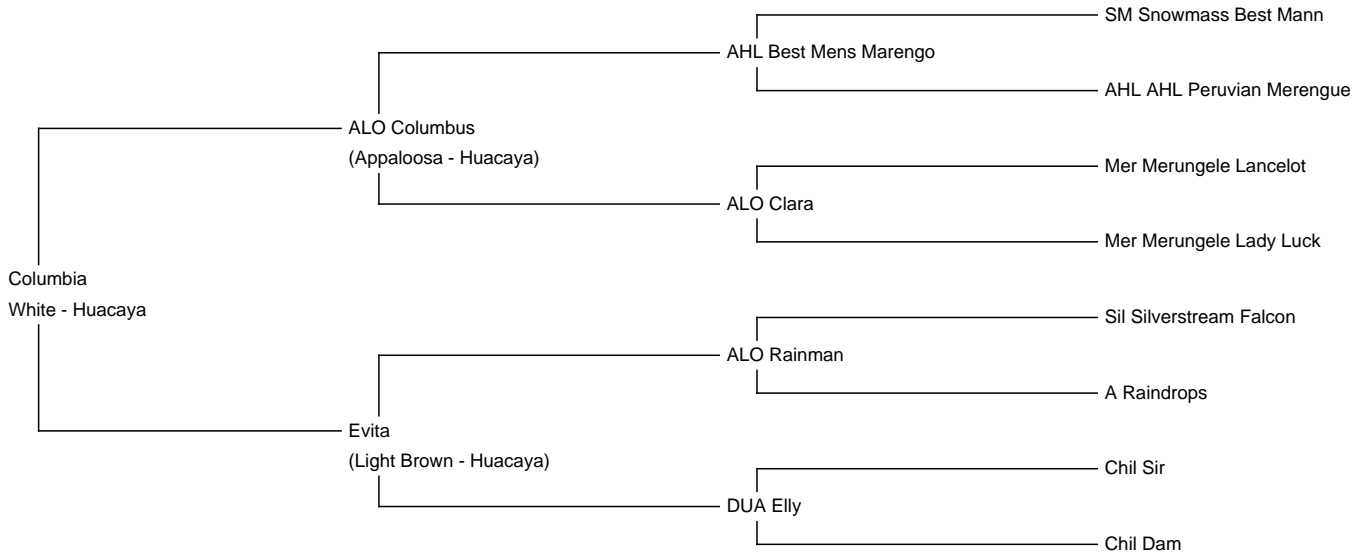 SM Snowmass Best Mann
AHL Best Mens Marengo
AHL AHL Peruvian Merengue
ALO Columbus
(Appaloosa - Huacaya)
Mer Merungele Lancelot
ALO Clara
Mer Merungele Lady Luck
Columbia
White - Huacaya
Sil Silverstream Falcon
ALO Rainman
A Raindrops
Evita
(Light Brown - Huacaya)
Chil Sir
DUA Elly
Chil Dam